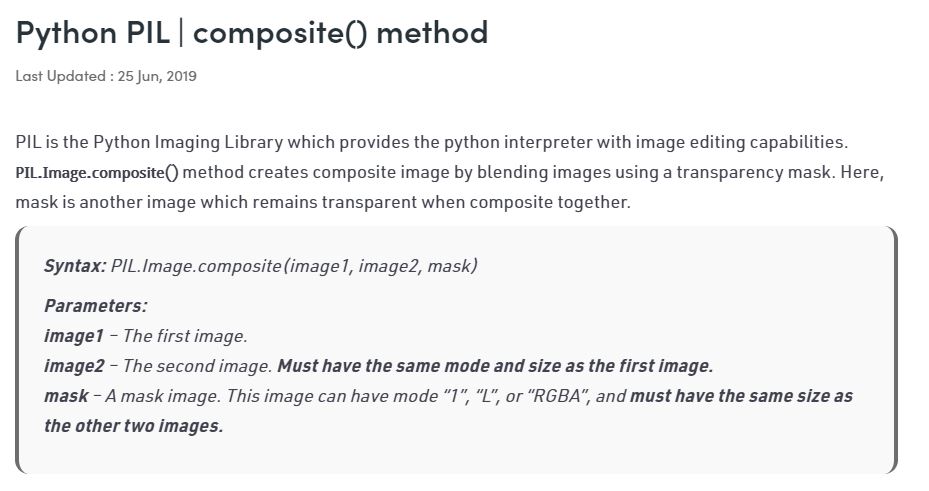 Python PIL | composite() method
Last Updated : 25 Jun, 2019
PIL is the Python Imaging Library which provides the python interpreter with image editing capabilities.
PIL.Image.composite() method creates composite image by blending images using a transparency mask. Here,
mask is another image which remains transparent when composite together.
Syntax: PIL.Image.composite(image1, image2, mask)
Parameters:
image1 – The first image.
image2 – The second image. Must have the same mode and size as the first image.
mask – A mask image. This image can have mode “1”, “L”, or “RGBA”, and must have the same size as
the other two images.